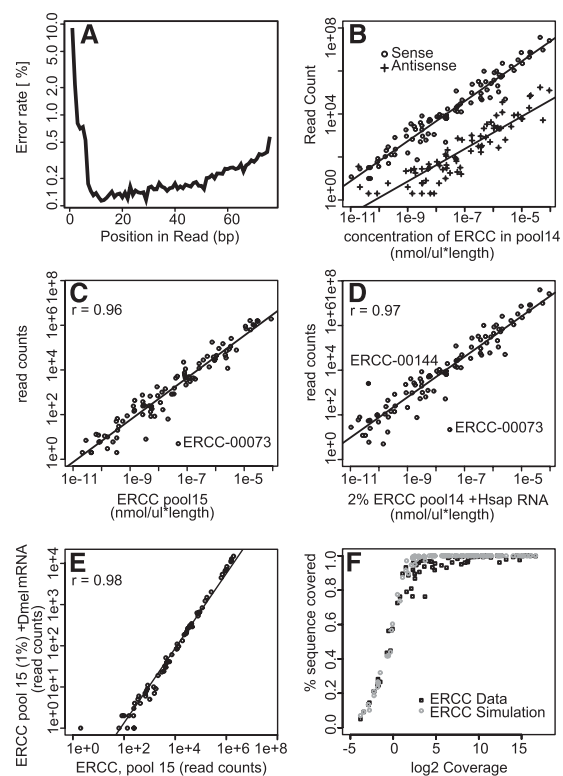 A
Error rate [ %]
0.1 0.2 0.5 1.0 2.0 5.0 10.0
0 20 40 60
Position in Read (bp)
B
Sense
Antisense
Read Count
1e+00 1e+04 1e+08
1e-11 1e-9 1e-7 1e-5
concentration of ERCC in pool14
(nmol/ul*length)
C
r = 0.96
read counts
1e+0 1e+2 1e+4 1e+61e+8
ERCC-00073
1e-11 1e-9 1e-7 1e-5
ERCC pool15
(nmol/ul*length)
D
r = 0.97
read counts
1e+0 1e+2 1e+4 1e+61e+8
ERCC-00144
ERCC-00073
1e-11 1e-9 1e-7 1e-5
2% ERCC pool14 +Hsap RNA
(nmol/ul*length)
E
r = 0.98
ERCC pool 15 (1%) +Dmel mRNA
(read counts)
1e+01e+1 1e+2 1e+3 1e+4
1e+0 1e+2 1e+4 1e+6 1e+8
ERCC, pool 15 (read counts)
F
% sequence covered
0.0 0.2 0.4 0.6 0.8 1.0
ERCC Data
ERCC Simulation
-5 0 5 10 15
log2 Coverage